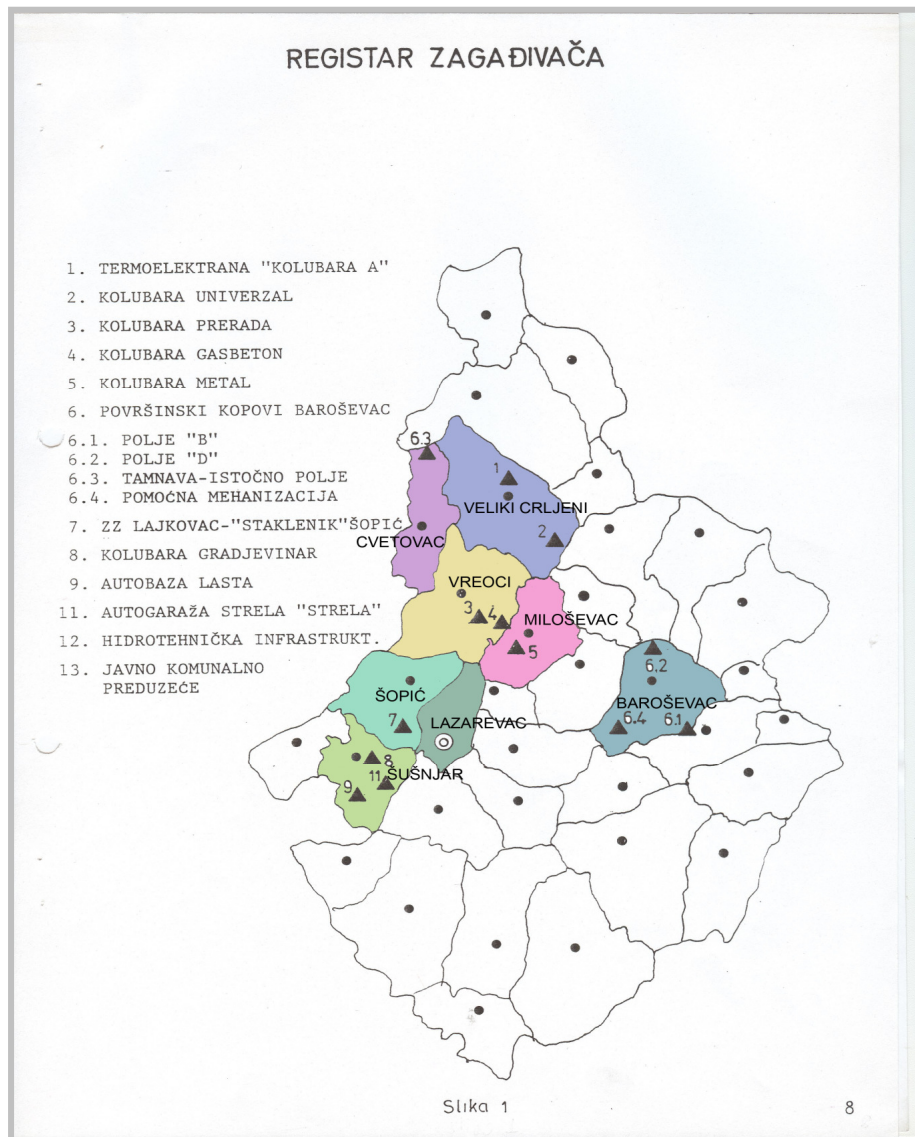 REGISTAR ZAGAĐIVAČA
1. TERMOELEKTRANA "KOLUBARA A"
2. KOLUBARA UNIVERZAL
3. KOLUBARA PRERADA
4. KOLUBARA GASBETON
5. KOLUBARA METAL
6. POVRŠINSKI KOPOVI BAROŠEVAC
6.1. POLJE "B"
6.2. POLJE "D"
6.3. TAMNAVA-ISTOČNO POLJE
6.4. POMOĆNA MEHANIZACIJA
7. ZZ LAJKOVAC-"STAKLENIK"ŠOPIĆ
8. KOLUBARA GRADJEVINAR
9. AUTOBAZA LASTA
11. AUTOGARAŽA STRELA "STRELA"
12. HIDROTEHNIČKA INFRASTRUKT.
13. JAVNO KOMUNALNO
PREDUZEĆE
6.3
1
VELIKI CRLJENI
2
CVETOVAC
VREOCI
3
4
MILOŠEVAC
5
6.2
BAROŠEVAC
6.4
6.1
ŠOPIĆ
7
LAZAREVAC
8
11
ŠUŠNJAR
9
Slika 1
8